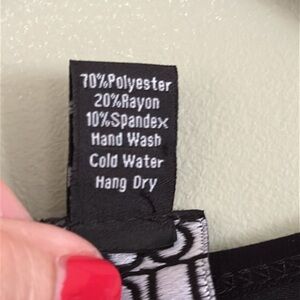 70%Polyester
20%Rayon
10%Spandex
Hand Wash
Cold Water
Hang Dry